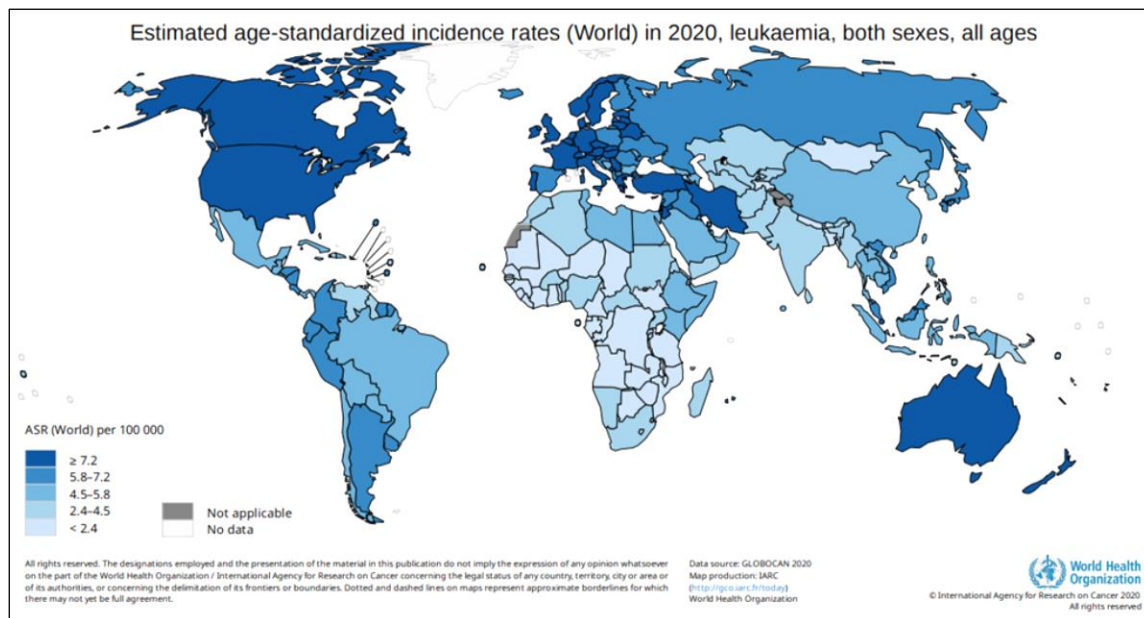 Estimated age-standardized incidence rates (World) in 2020, leukaemia, both sexes, all ages
ASR (World) per 100 000
≥ 7.2
5.8–7.2
4.5–5.8
2.4–4.5
< 2.4
Not applicable
No data
All rights reserved. The designations employed and the presentation of the material in this publication do not imply the expression of any opinion whatsoever
on the part of the World Health Organization / International Agency for Research on Cancer concerning the legal status of any country, territory, city or area or
of its authorities, or concerning the delimitation of its frontiers or boundaries. Dotted and dashed lines on maps represent approximate borderlines for which
there may not yet be full agreement.
Data source: GLOBOCAN 2020
Map production: IARC
(http://gco.iarc.fr/today)
World Health Organization
World Health
Organization
© International Agency for Research on Cancer 2020
All rights reserved